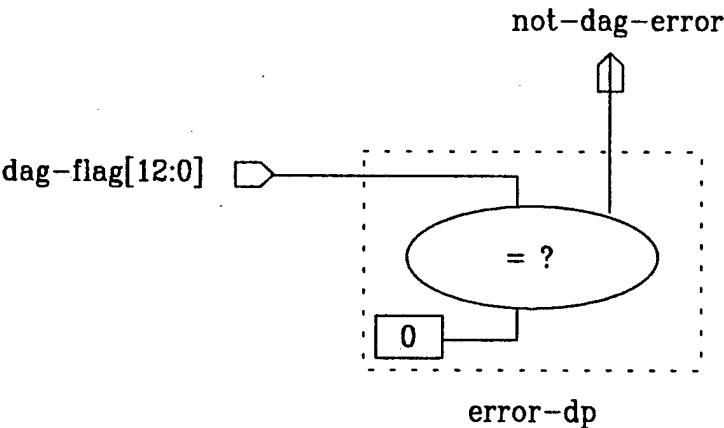 not-dag-error
dag-flag[12:0]
= ?
0
error-dp